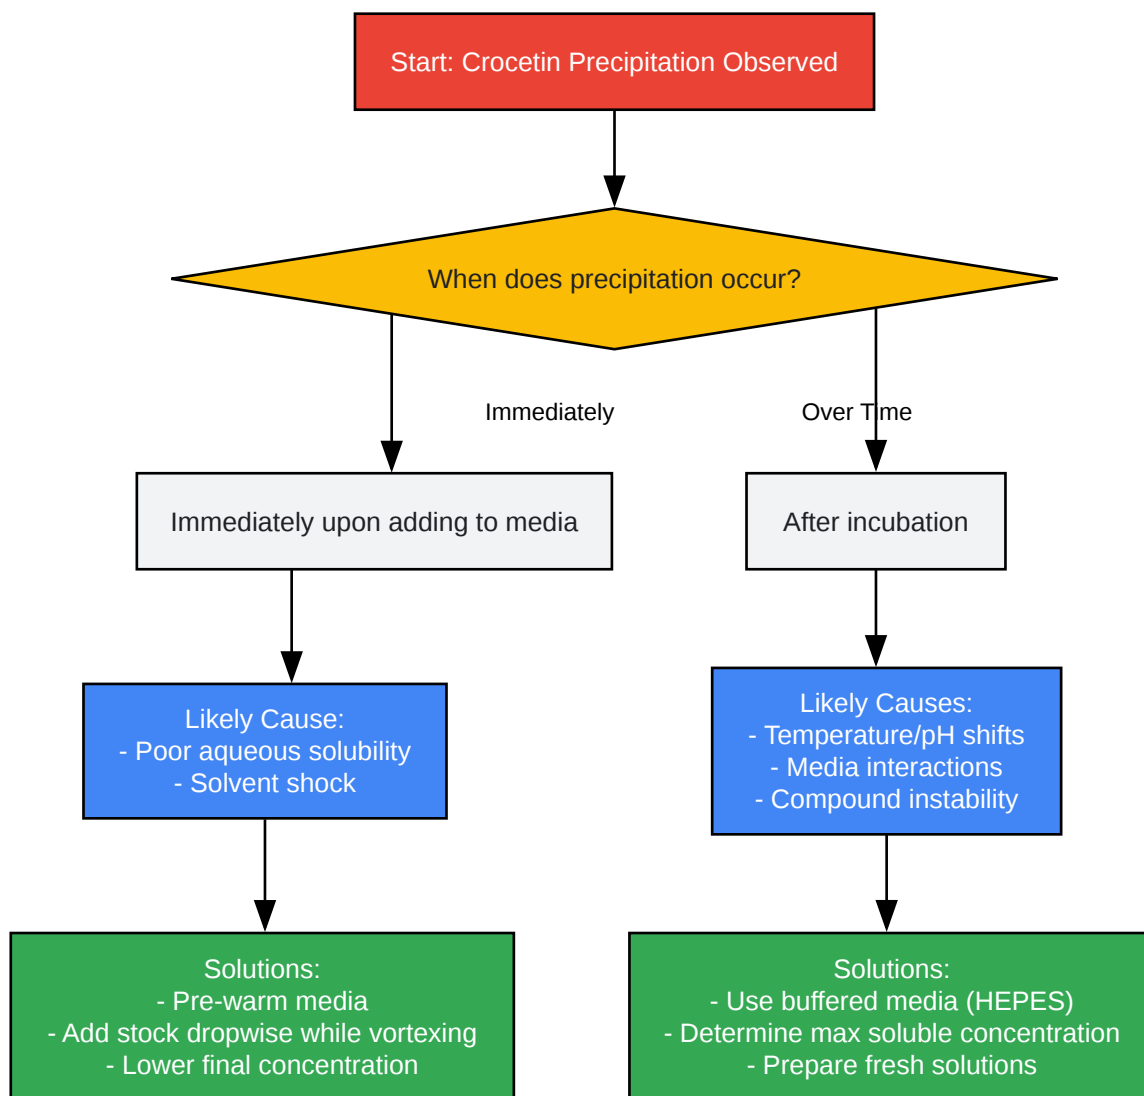 Start: Crocetin Precipitation Observed
When does precipitation occur?
Immediately
Over Time
Immediately upon adding to media
After incubation
Likely Cause:
- Poor aqueous solubility
- Solvent shock
Likely Causes:
- Temperature/pH shifts
- Media interactions
- Compound instability
Solutions:
- Pre-warm media
- Add stock dropwise while vortexing
- Lower final concentration
Solutions:
- Use buffered media (HEPES)
- Determine max soluble concentration
- Prepare fresh solutions